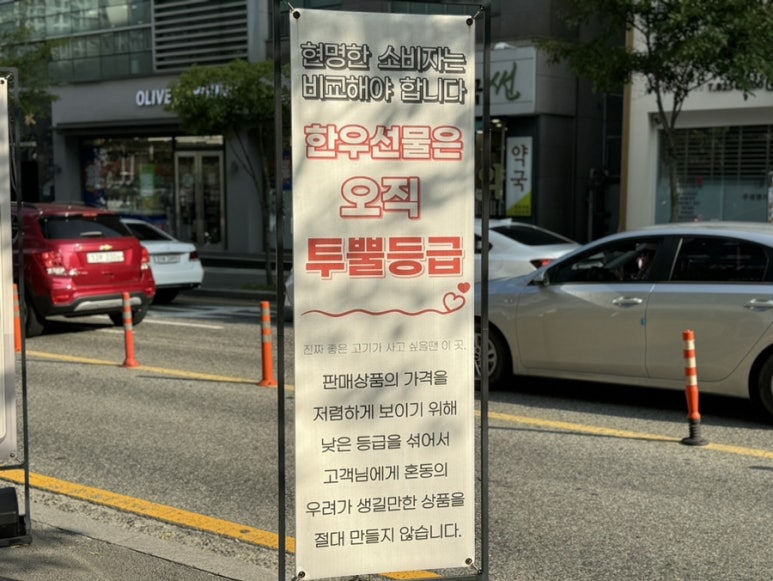 현명한 소비자는
비교해야 합니다
한우선물은
오직
투뿔등급
진짜 좋은 고기가 사고 싶을땐 이 곳.
판매상품의 가격을
저렴하게 보이기 위해
낮은 등급을 섞어서
고객님에게 혼동의
우려가 생길만한 상품을
절대 만들지 않습니다.
OLIVE
약국